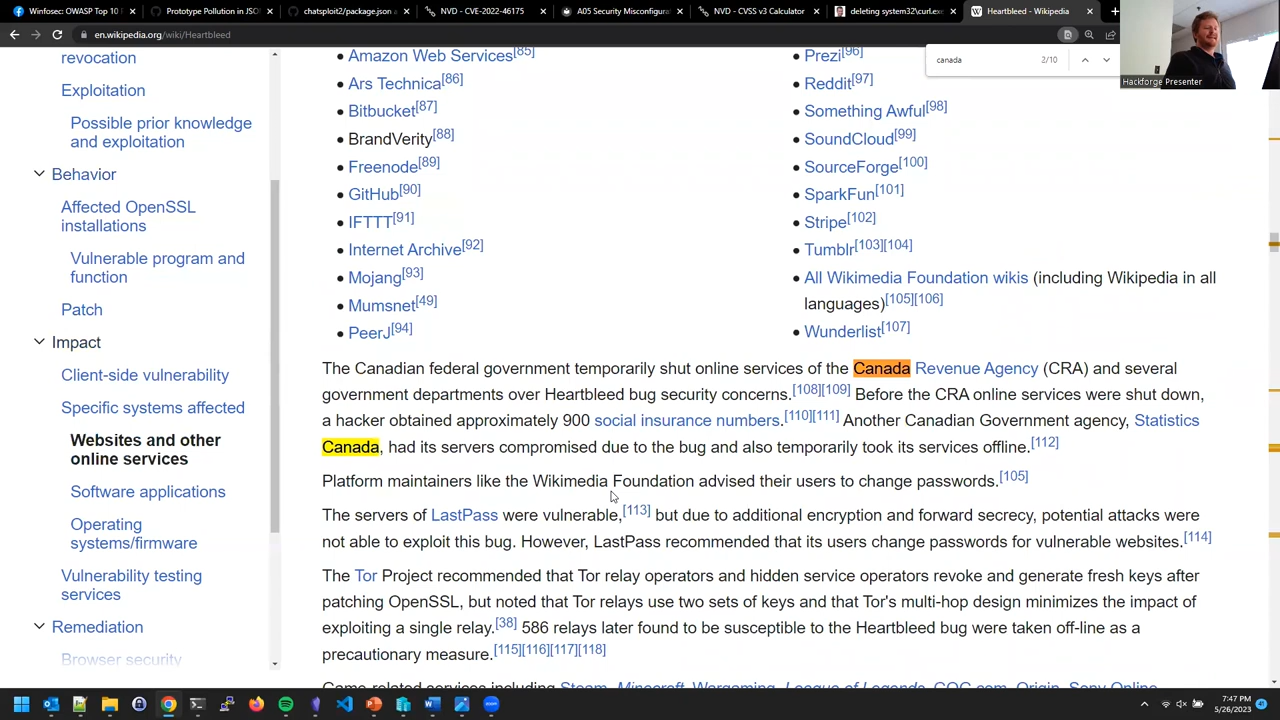 Winfosec: OWASP Top 10
Prototype Pollution in JSO
chatsploit2/package.json
NVD - CVE-2022-46175
A05 Security Misconfigura
NVD - CVSS v3 Calculator
deleting system32\curl.ex
Heartbleed - Wikipedia
en.wikipedia.org/wiki/Heartbleed
canada 2/10
Hackforge Presenter
revocation
Exploitation
Possible prior knowledge
and exploitation
Behavior
Affected OpenSSL
installations
Vulnerable program and
function
Patch
Impact
Client-side vulnerability
Specific systems affected
Websites and other
online services
Software applications
Operating
systems/firmware
Vulnerability testing
services
Remediation
Browser security
• Amazon Web Services[85]
• Ars Technica[86]
• Bitbucket[87]
• BrandVerity[88]
• Freenode[89]
• GitHub[90]
• IFTTT[91]
• Internet Archive[92]
• Mojang[93]
• Mumsnet[49]
• PeerJ[94]
• Prezi[96]
• Reddit[97]
• Something Awful[98]
• SoundCloud[99]
• SourceForge[100]
• SparkFun[101]
• Stripe[102]
• Tumblr[103][104]
• All Wikimedia Foundation wikis (including Wikipedia in all
languages)[105][106]
• Wunderlist[107]
The Canadian federal government temporarily shut online services of the Canada Revenue Agency (CRA) and several
government departments over Heartbleed bug security concerns.[108][109] Before the CRA online services were shut down,
a hacker obtained approximately 900 social insurance numbers.[110][111] Another Canadian Government agency, Statistics
Canada, had its servers compromised due to the bug and also temporarily took its services offline.[112]
Platform maintainers like the Wikimedia Foundation advised their users to change passwords.[105]
The servers of LastPass were vulnerable,[113] but due to additional encryption and forward secrecy, potential attacks were
not able to exploit this bug. However, LastPass recommended that its users change passwords for vulnerable websites.[114]
The Tor Project recommended that Tor relay operators and hidden service operators revoke and generate fresh keys after
patching OpenSSL, but noted that Tor relays use two sets of keys and that Tor's multi-hop design minimizes the impact of
exploiting a single relay.[38] 586 relays later found to be susceptible to the Heartbleed bug were taken off-line as a
precautionary measure.[115][116][117][118]
Game-related services including Steam, Minecraft, Wargaming, League of Legends, GOG.com, Origin, Sony Online
7:47 PM
5/26/2023